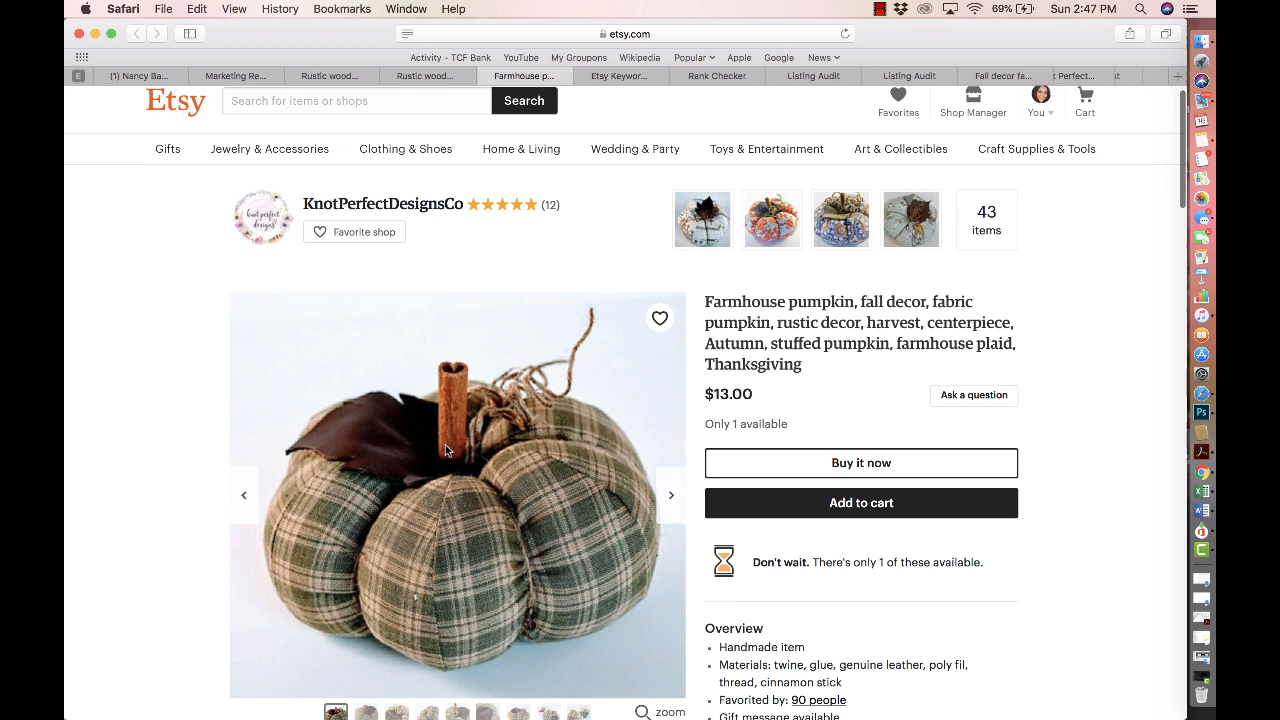 Safari File Edit View History Bookmarks Window Help 69% Sun 2:47 PM
etsy.com
Activity - TCF Bank YouTube My Groupons Wikipedia Popular Apple Google News
E (1) Nancy Ba... Marketing Re... Rustic wood... Rustic wood... Farmhouse p... Etsy Keywor... Rank Checker Listing Audit Listing Audit Fall decor fa... t Perfect...
Etsy Search for items or shops Search Favorites Shop Manager You Cart
Gifts Jewelry & Accessories Clothing & Shoes Home & Living Wedding & Party Toys & Entertainment Art & Collectibles Craft Supplies & Tools
knot perfect designs
KnotPerfectDesignsCo (12)
Favorite shop
43
items
Farmhouse pumpkin, fall decor, fabric
pumpkin, rustic decor, harvest, centerpiece,
Autumn, stuffed pumpkin, farmhouse plaid,
Thanksgiving
$13.00 Ask a question
Only 1 available
Buy it now
Add to cart
Don't wait. There's only 1 of these available.
Overview
Handmade item
Materials: twine, glue, genuine leather, poly fil,
thread, cinnamon stick
Favorited by: 90 people
Gift message available
zoom